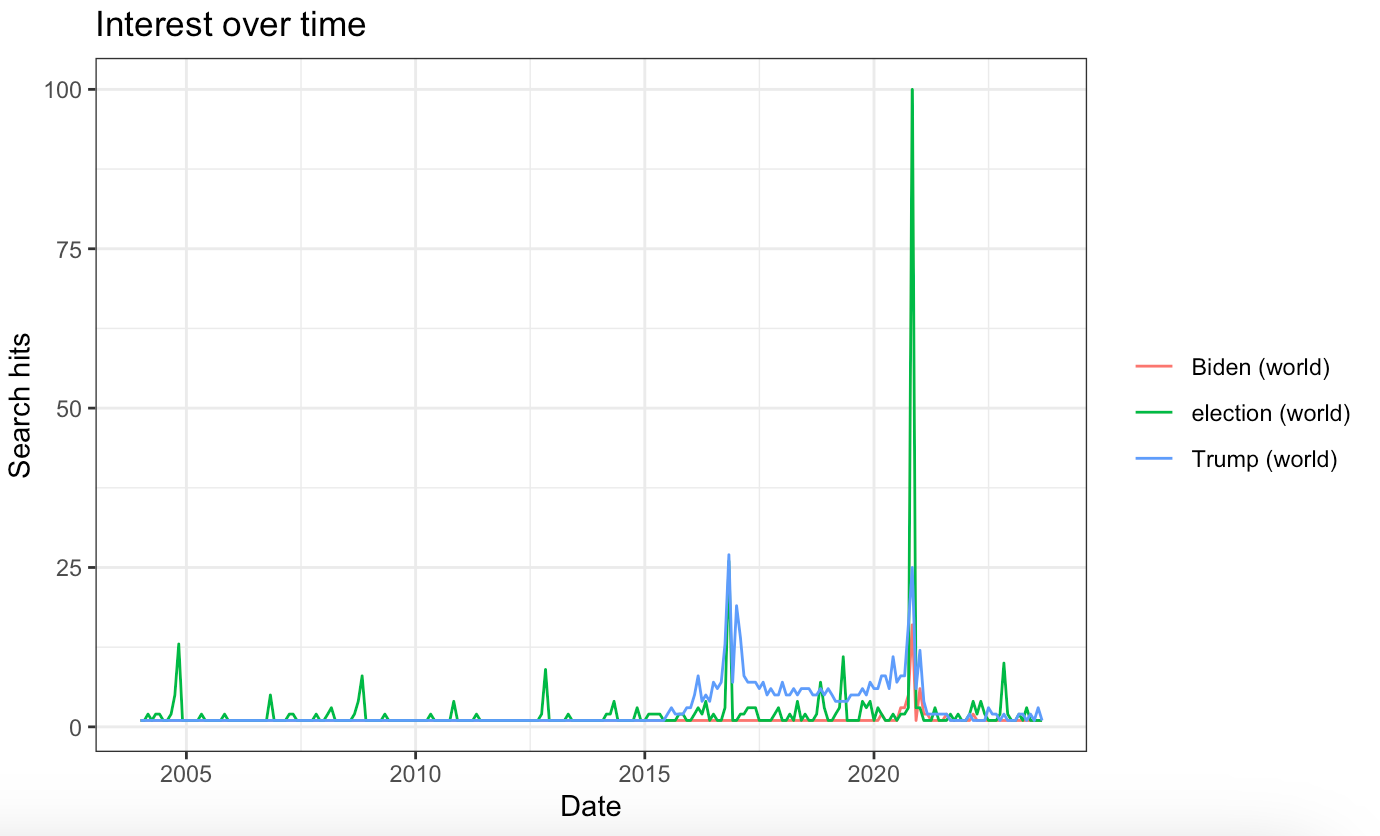 Interest over time
100
75
50
25
0
Search hits
2005 2010 2015 2020
Date
Biden (world)
election (world)
Trump (world)